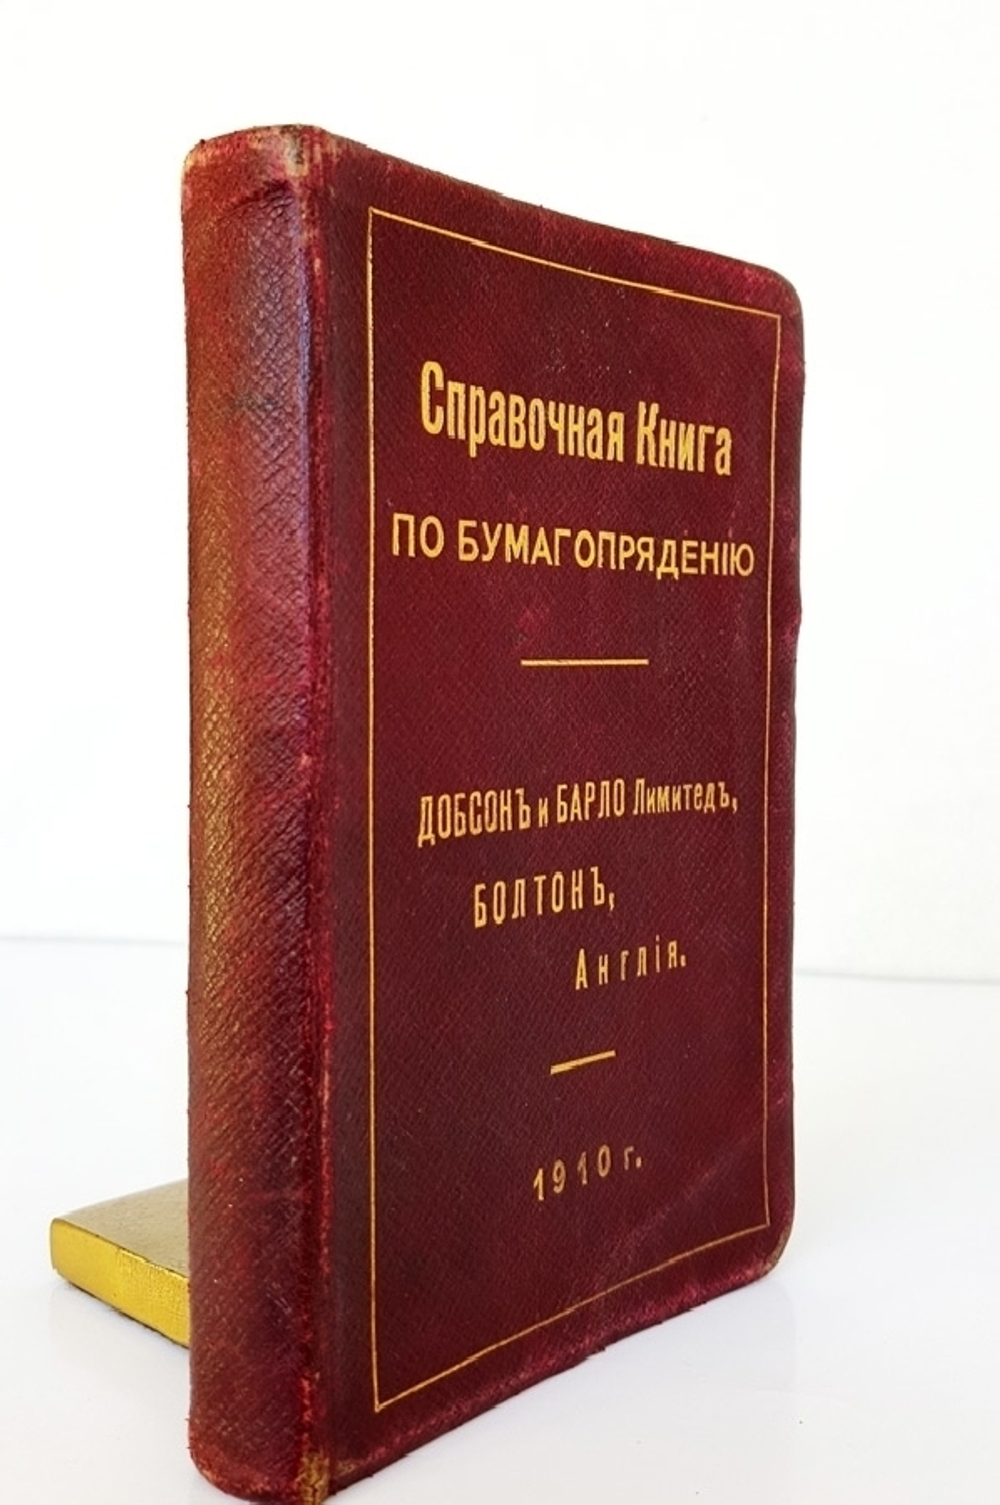 Справочная Книга
ПО БУМАГОПРЯДЕНІЮ
ДОБСОНЪ и БАРЛО Лимитедъ,
БОЛТОНЪ,
Англія.
1910 г.